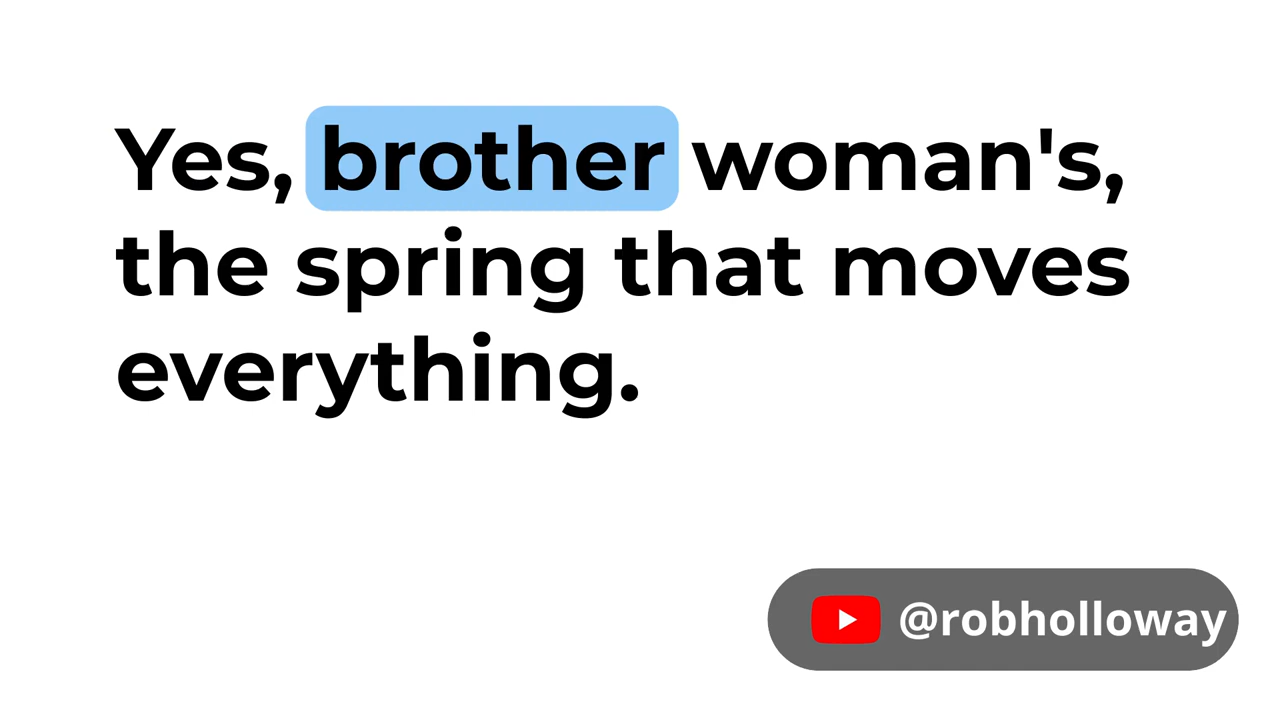 Yes, brother woman's,
the spring that moves
everything.
@robholloway